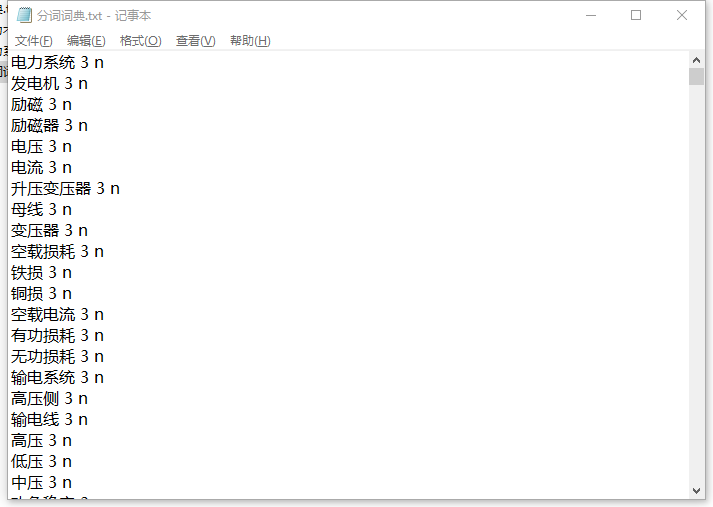 分词词典.txt - 记事本
文件(F) 编辑(E) 格式(O) 查看(V) 帮助(H)
电力系统 3 n
发电机 3 n
励磁 3 n
励磁器 3 n
电压 3 n
电流 3 n
升压变压器 3 n
母线 3 n
变压器 3 n
空载损耗 3 n
铁损 3 n
铜损 3 n
空载电流 3 n
有功损耗 3 n
无功损耗 3 n
输电系统 3 n
高压侧 3 n
输电线 3 n
高压 3 n
低压 3 n
中压 3 n